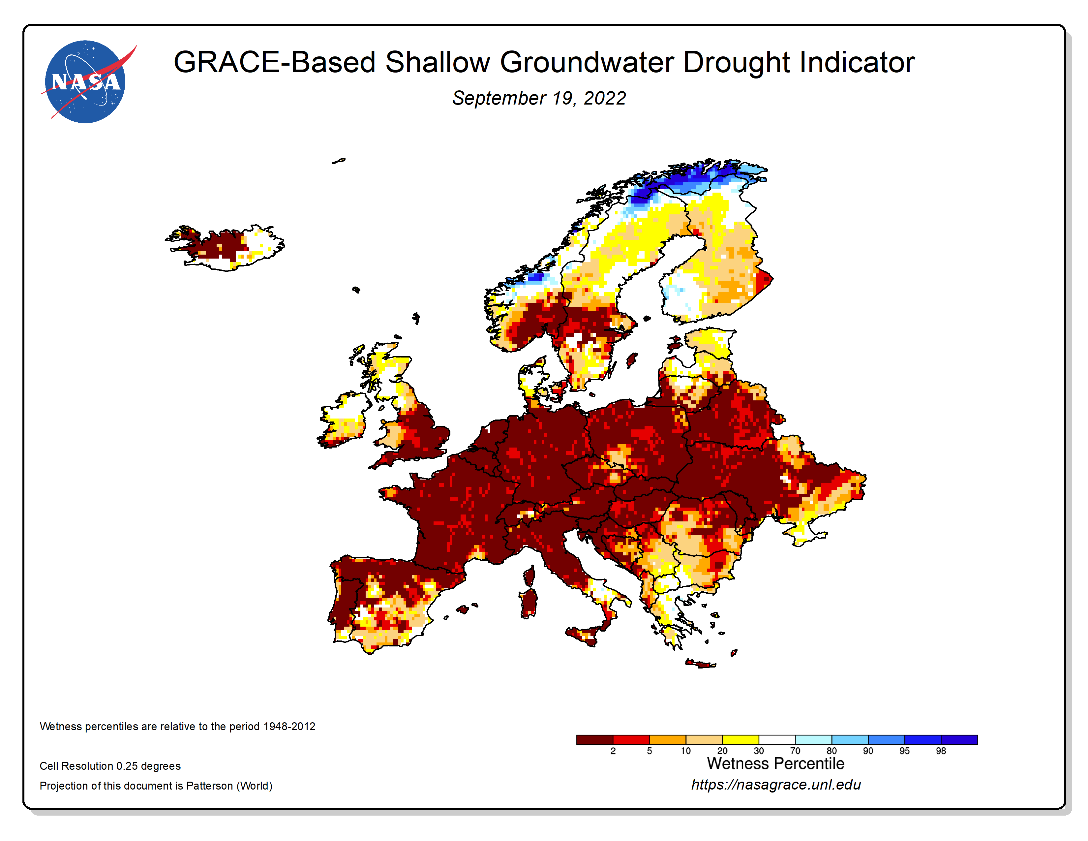 NASA
GRACE-Based Shallow Groundwater Drought Indicator
September 19, 2022
Wetness percentiles are relative to the period 1948-2012
Cell Resolution 0.25 degrees
Projection of this document is Patterson (World)
2 5 10 20 30 70 80 90 95 98
Wetness Percentile
https://nasagrace.unl.edu